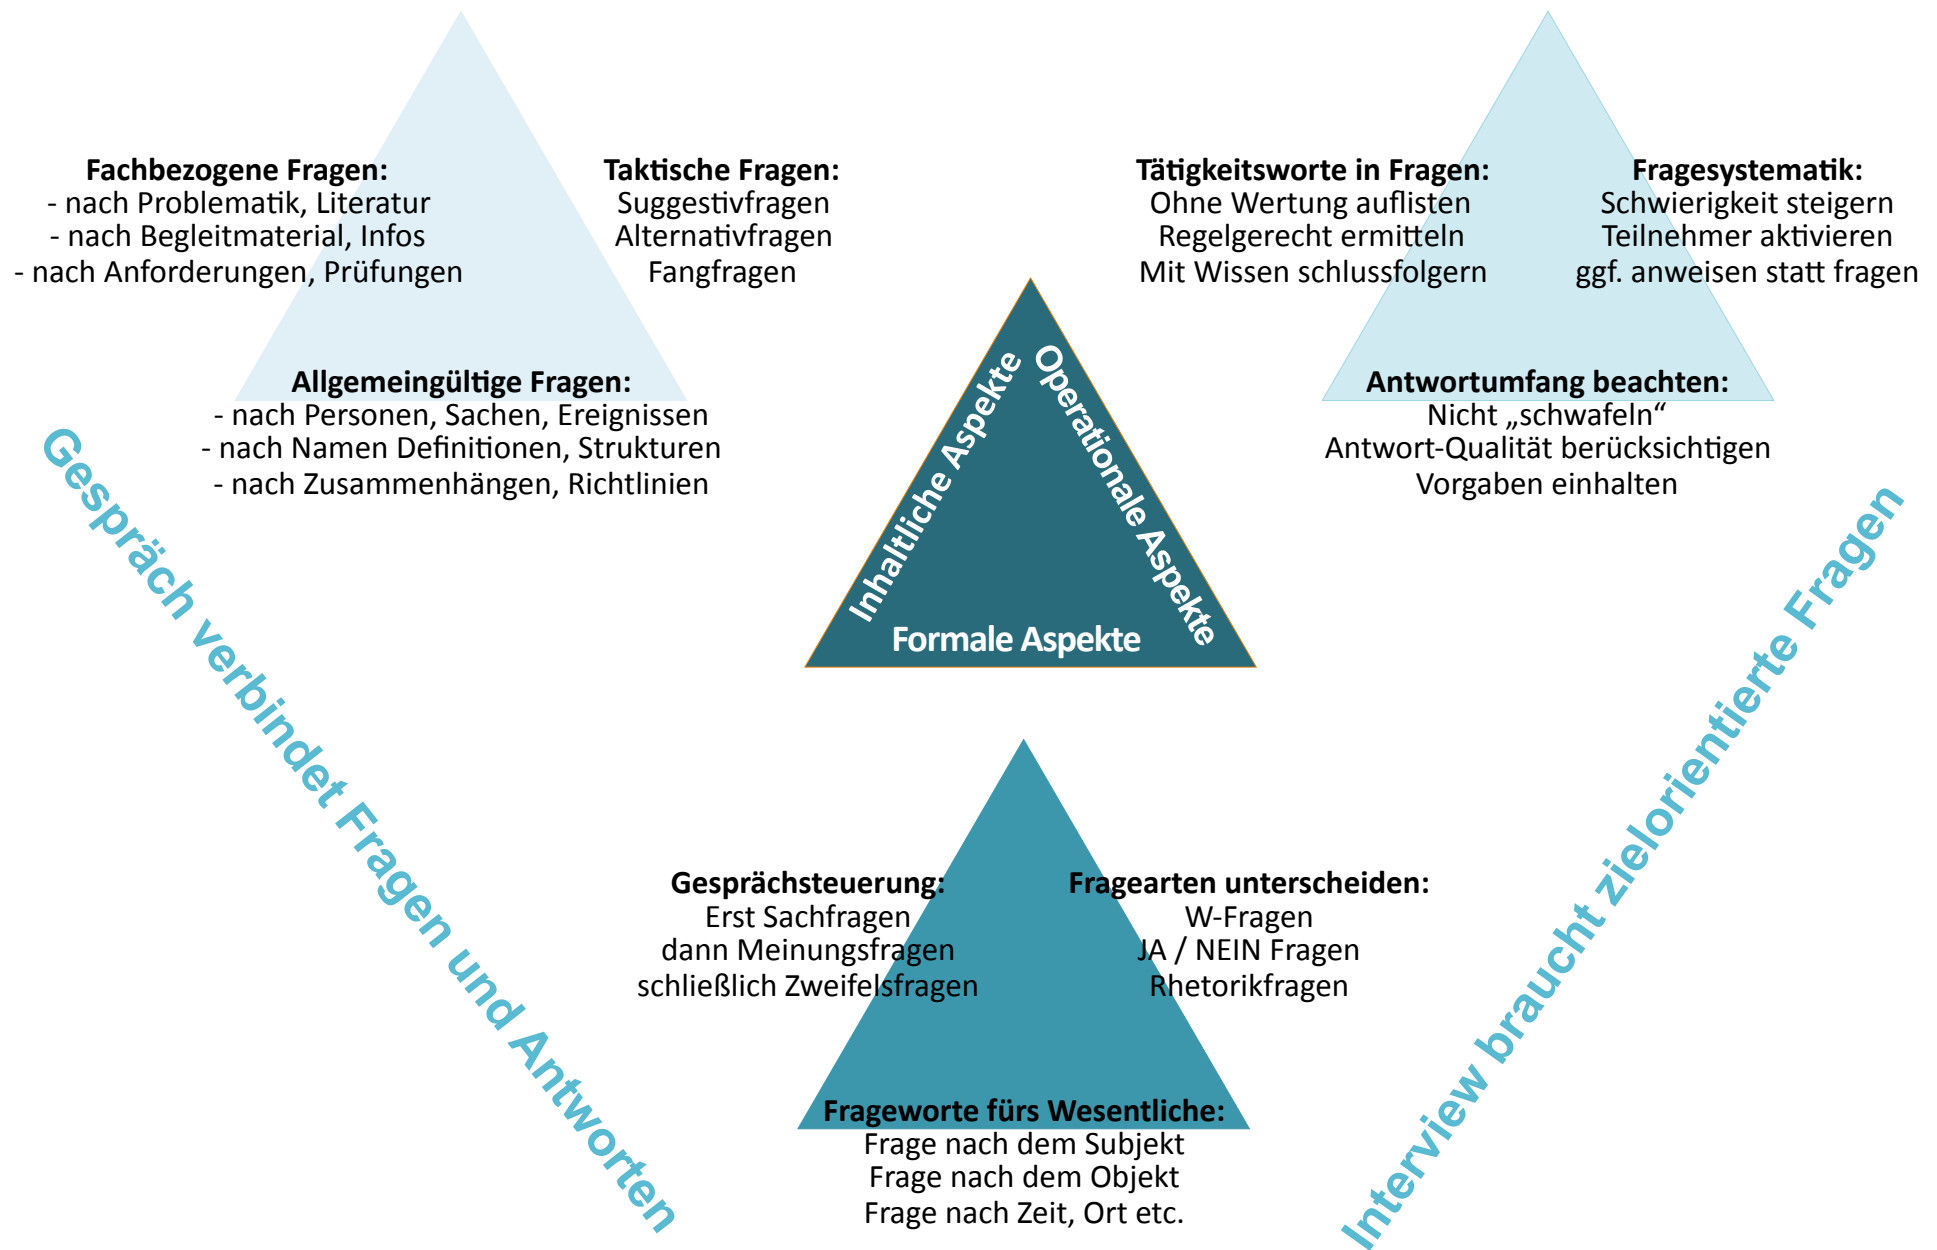 Fachbezogene Fragen:
- nach Problematik, Literatur
- nach Begleitmaterial, Infos
- nach Anforderungen, Prüfungen
Taktische Fragen:
Suggestivfragen
Alternativfragen
Fangfragen
Allgemeingültige Fragen:
- nach Personen, Sachen, Ereignissen
- nach Namen Definitionen, Strukturen
- nach Zusammenhängen, Richtlinien
Tätigkeitsworte in Fragen:
Ohne Wertung auflisten
Regelgerecht ermitteln
Mit Wissen schlussfolgern
Fragesystematik:
Schwierigkeit steigern
Teilnehmer aktivieren
ggf. anweisen statt fragen
Antwortumfang beachten:
Nicht „schwafeln“
Antwort-Qualität berücksichtigen
Vorgaben einhalten
Inhaltliche Aspekte
Operationale Aspekte
Formale Aspekte
Gespräch verbindet Fragen und Antworten
Interview braucht zielorientierte Fragen
Gesprächsteuerung:
Erst Sachfragen
dann Meinungsfragen
schließlich Zweifelsfragen
Fragearten unterscheiden:
W-Fragen
JA / NEIN Fragen
Rhetorikfragen
Frageworte fürs Wesentliche:
Frage nach dem Subjekt
Frage nach dem Objekt
Frage nach Zeit, Ort etc.